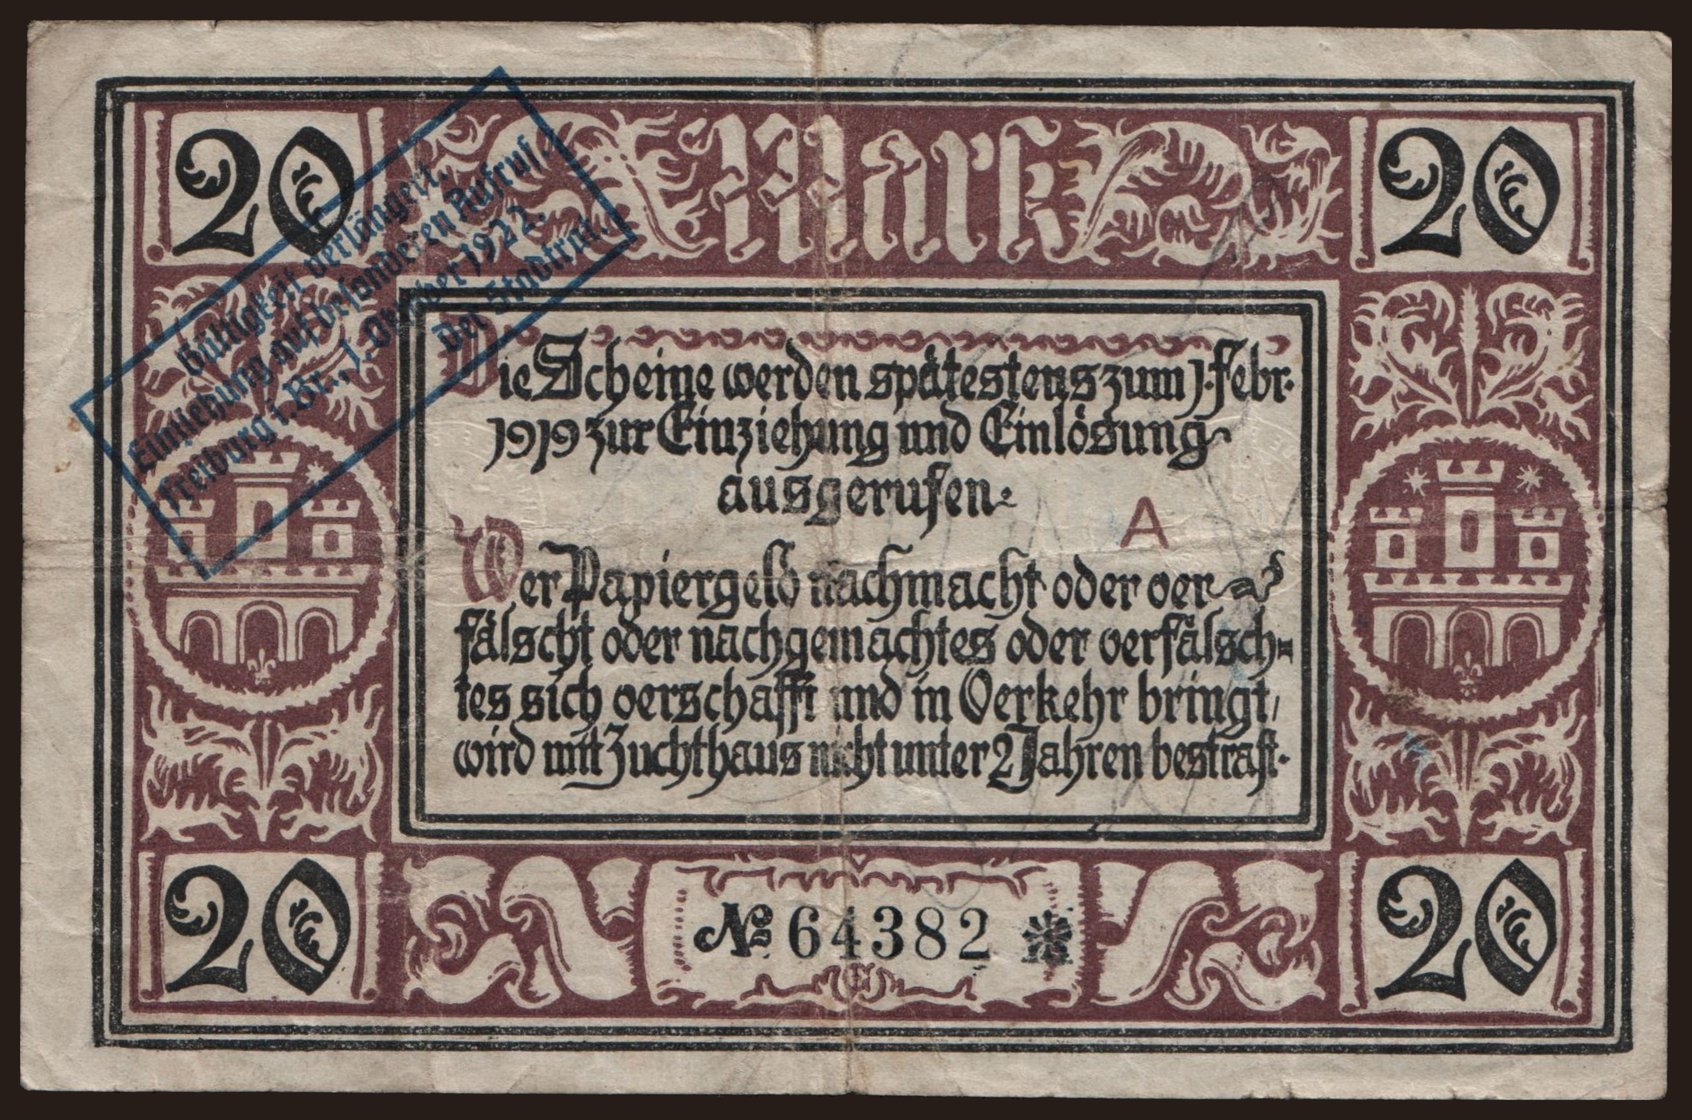 20 Mark 20
Gültigkeit verlängert.
Einziehung auf besonderen Aufruf.
Freiburg i. Br., 1. Oktober 1922.
Der Stadtrat.
Die Scheine werden spätestens zum 1. Febr.
1919 zur Einziehung und Einlösung
ausgerufen.
A
Wer Papiergeld nachmacht oder ver-
fälscht oder nachgemachtes oder verfälsch=
tes sich verschafft und in Verkehr bringt,
wird mit Zuchthaus nicht unter 2 Jahren bestraft.
20 № 64382 * 20